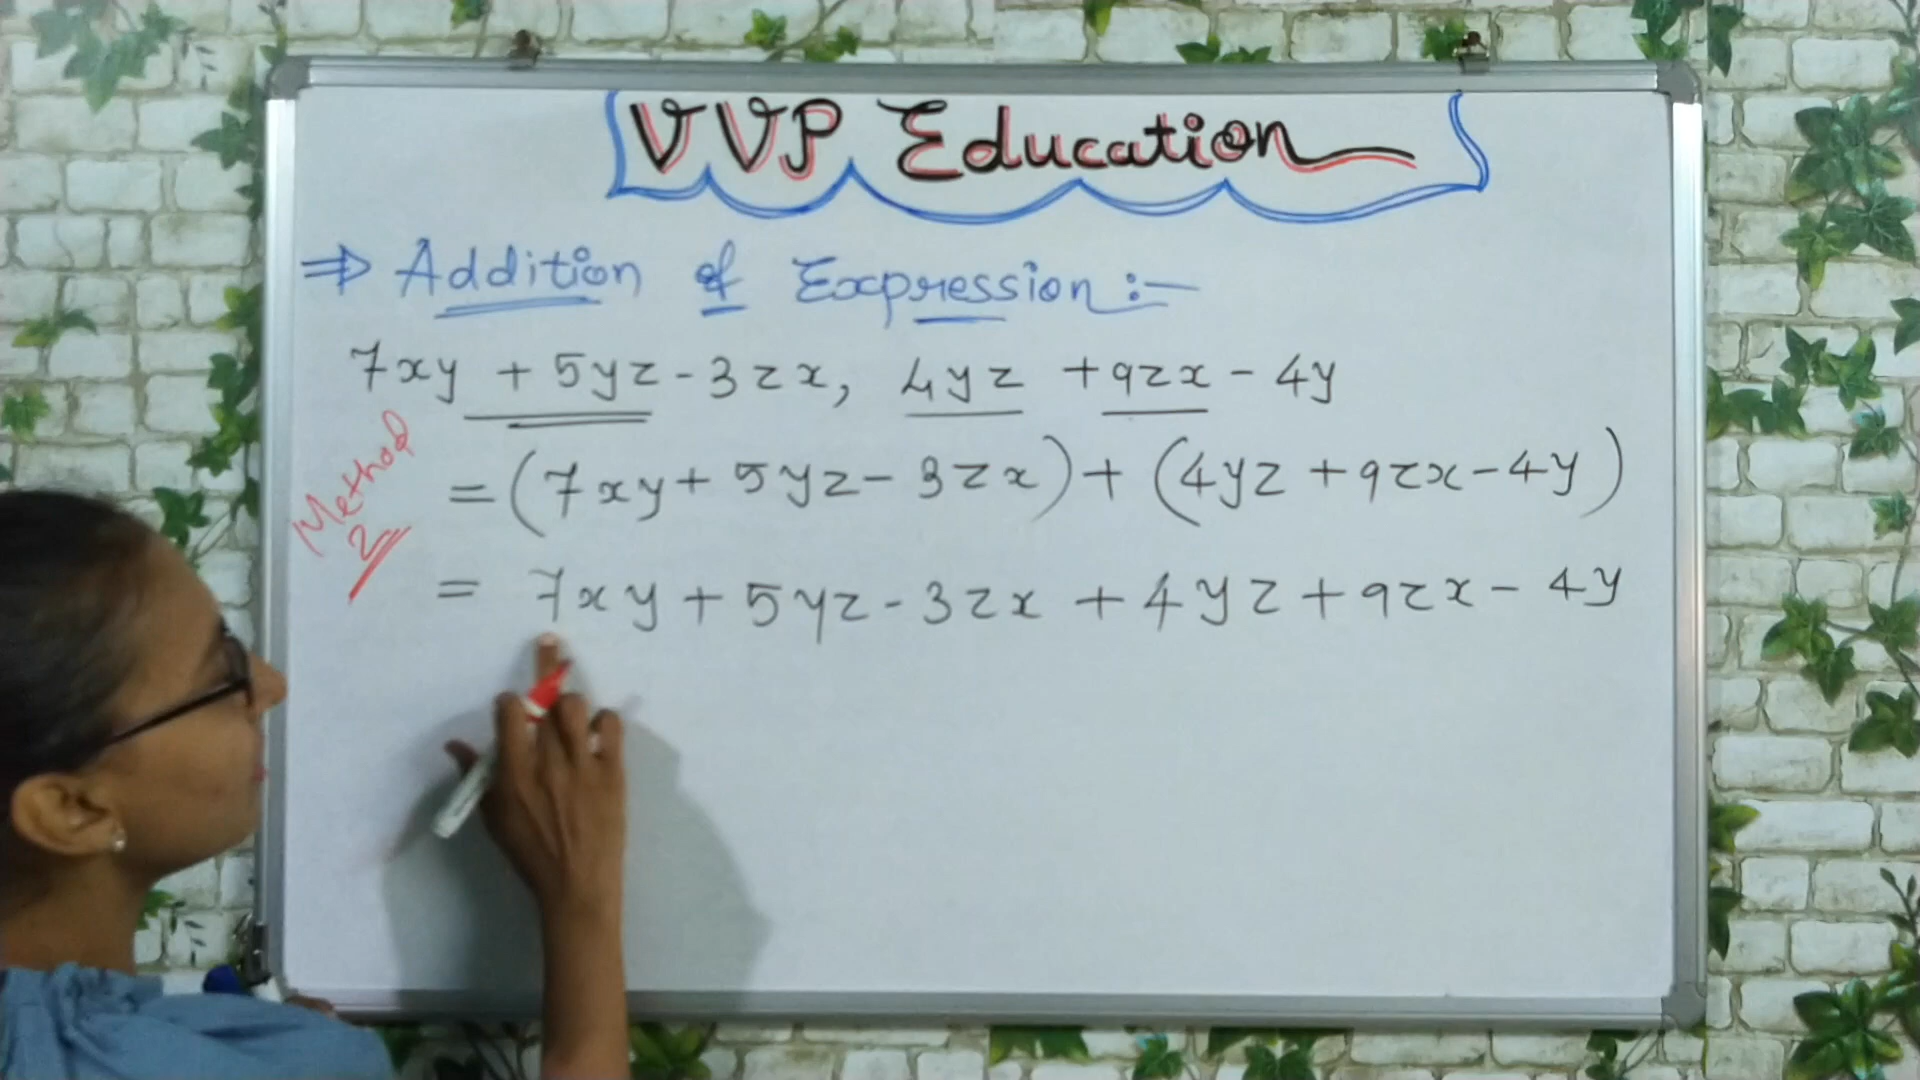 VVP Education
⇒ Addition of Expression :-
7xy + 5yz - 3zx, 4yz + 9zx - 4y
Method 2
= (7xy + 5yz - 3zx) + (4yz + 9zx - 4y)
= 7xy + 5yz - 3zx + 4yz + 9zx - 4y